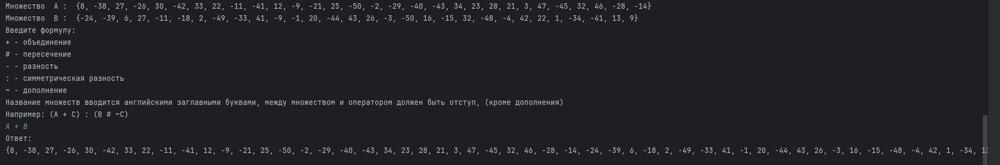 Множество  A :  {8, -38, 27, -26, 30, -42, 33, 22, -11, -41, 12, -9, -21, 25, -50, -2, -29, -40, -43, 34, 23, 28, 21, 3, 47, -45, 32, 46, -28, -14}
Множество  B :  {-24, -39, 6, 27, -11, -18, 2, -49, -33, 41, -9, -1, 20, -44, 43, 26, -3, -50, 16, -15, 32, -48, -4, 42, 22, 1, -34, -41, 13, 9}
Введите формулу:
+ - объединение
# - пересечение
- - разность
: - симметрическая разность
~ - дополнение
Название множеств вводится английскими заглавными буквами, между множеством и оператором должен быть отступ, (кроме дополнения)
Например: (A + C) : (B # ~C)
A + B
Ответ:
{8, -38, 27, -26, 30, -42, 33, 22, -11, -41, 12, -9, -21, 25, -50, -2, -29, -40, -43, 34, 23, 28, 21, 3, 47, -45, 32, 46, -28, -14, -24, -39, 6, -18, 2, -49, -33, 41, -1, 20, -44, 43, 26, -3, 16, -15, -48, -4, 42, 1, -34, 13